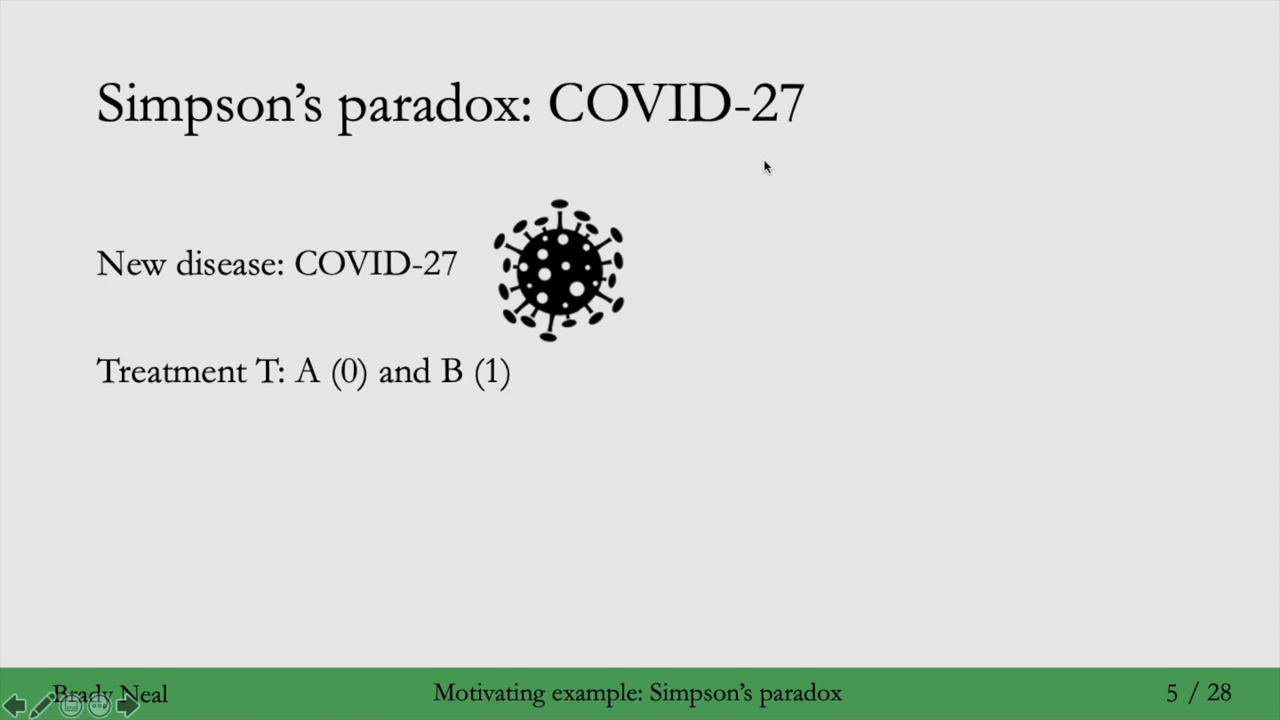 Simpson’s paradox: COVID-27
New disease: COVID-27
Treatment T: A (0) and B (1)
Brady Neal
Motivating example: Simpson’s paradox
5 / 28